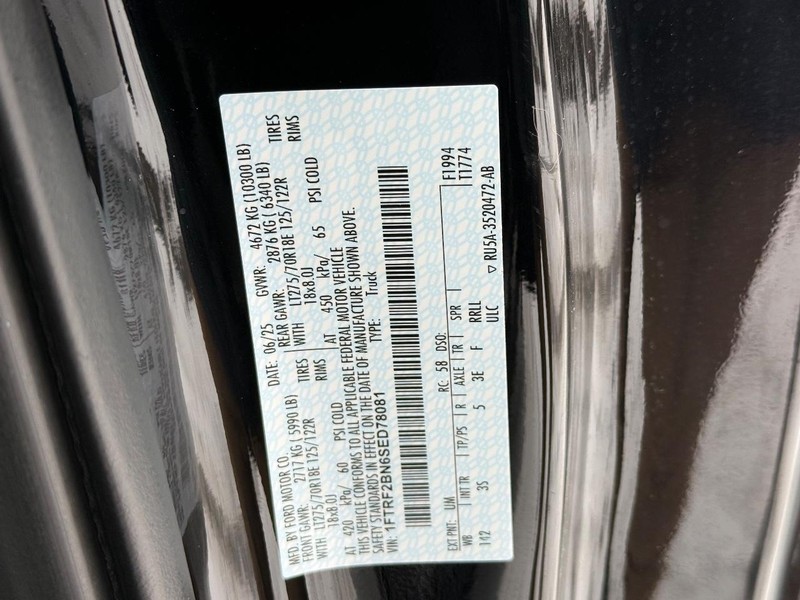 MFD. BY FORD MOTOR CO.
DATE: 06/25 GVWR: 4672 KG (10300 LB)
FRONT GAWR: 2717 KG (5990 LB) REAR GAWR: 2876 KG (6340 LB)
LT275/70R18E 125/122R TIRES WITH LT275/70R18E 125/122R TIRES
18x8.0J RIMS 18x8.0J RIMS
AT 420 kPa/ 60 PSI COLD AT 450 kPa/ 65 PSI COLD
THIS VEHICLE CONFORMS TO ALL APPLICABLE FEDERAL MOTOR VEHICLE
SAFETY STANDARDS IN EFFECT ON THE DATE OF MANUFACTURE SHOWN ABOVE.
VIN: 1FTRF2BN6SED78081 TYPE: Truck
F1994
T1774
EXT PNT: UM RC: 58 DSO:
WB INT TR TP/PS R AXLE TR SPR
142 3S 5 3E F RRLL
ULC ▽ RU5A-3520472-AB